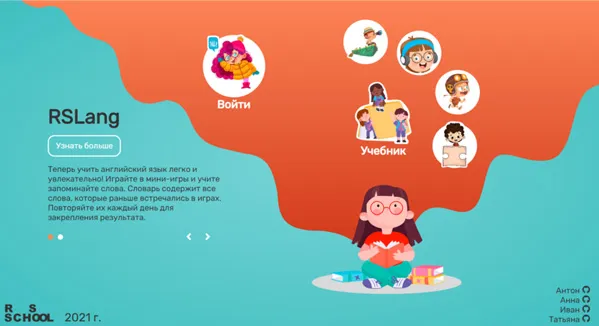 Hi
Войти
RSLang
Узнать больше
Учебник
Теперь учить английский язык легко и
увлекательно! Играйте в мини-игры и учите
запоминайте слова. Словарь содержит все
слова, которые раньше встречались в играх.
Повторяйте их каждый день для
закрепления результата.
R S
SCHOOL
2021 г.
Антон
Анна
Иван
Татьяна